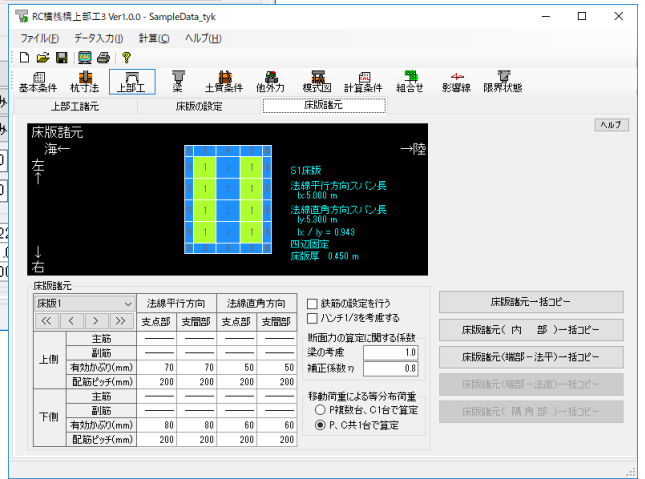 RC横桟橋上部工3 Ver1.0.0 - SampleData_tyk
ファイル(F) データ入力(I) 計算(C) ヘルプ(H)
基本条件 杭寸法 上部工 梁 土質条件 他外力 模式図 計算条件 組合せ 影響線 限界状態
上部工諸元 床版の設定 床版諸元
ヘルプ
床版諸元
海←
→陸
左
↑
↓
右
S1床版
法線平行方向スパン長
lx:5.000 m
法線直角方向スパン長
ly:5.300 m
lx / ly = 0.943
四辺固定
床版厚 0.450 m
床版諸元
床版1 法線平行方向 法線直角方向
<< < > >> 支点部 支間部 支点部 支間部
上側
主筋
副筋
有効かぶり(mm) 70 70 50 50
配筋ピッチ(mm) 200 200 200 200
下側
主筋
副筋
有効かぶり(mm) 80 80 60 60
配筋ピッチ(mm) 200 200 200 200
鉄筋の設定を行う
ハンチ1/3を考慮する
断面力の算定に関する係数
梁の考慮 1.0
補正係数η 0.8
移動荷重による等分布荷重
P複数台、C1台で算定
P、C共1台で算定
床版諸元一括コピー
床版諸元( 内 部 )一括コピー
床版諸元(端部－法平)一括コピー
床版諸元(端部－法直)一括コピー
床版諸元( 隅 角 部 )一括コピー